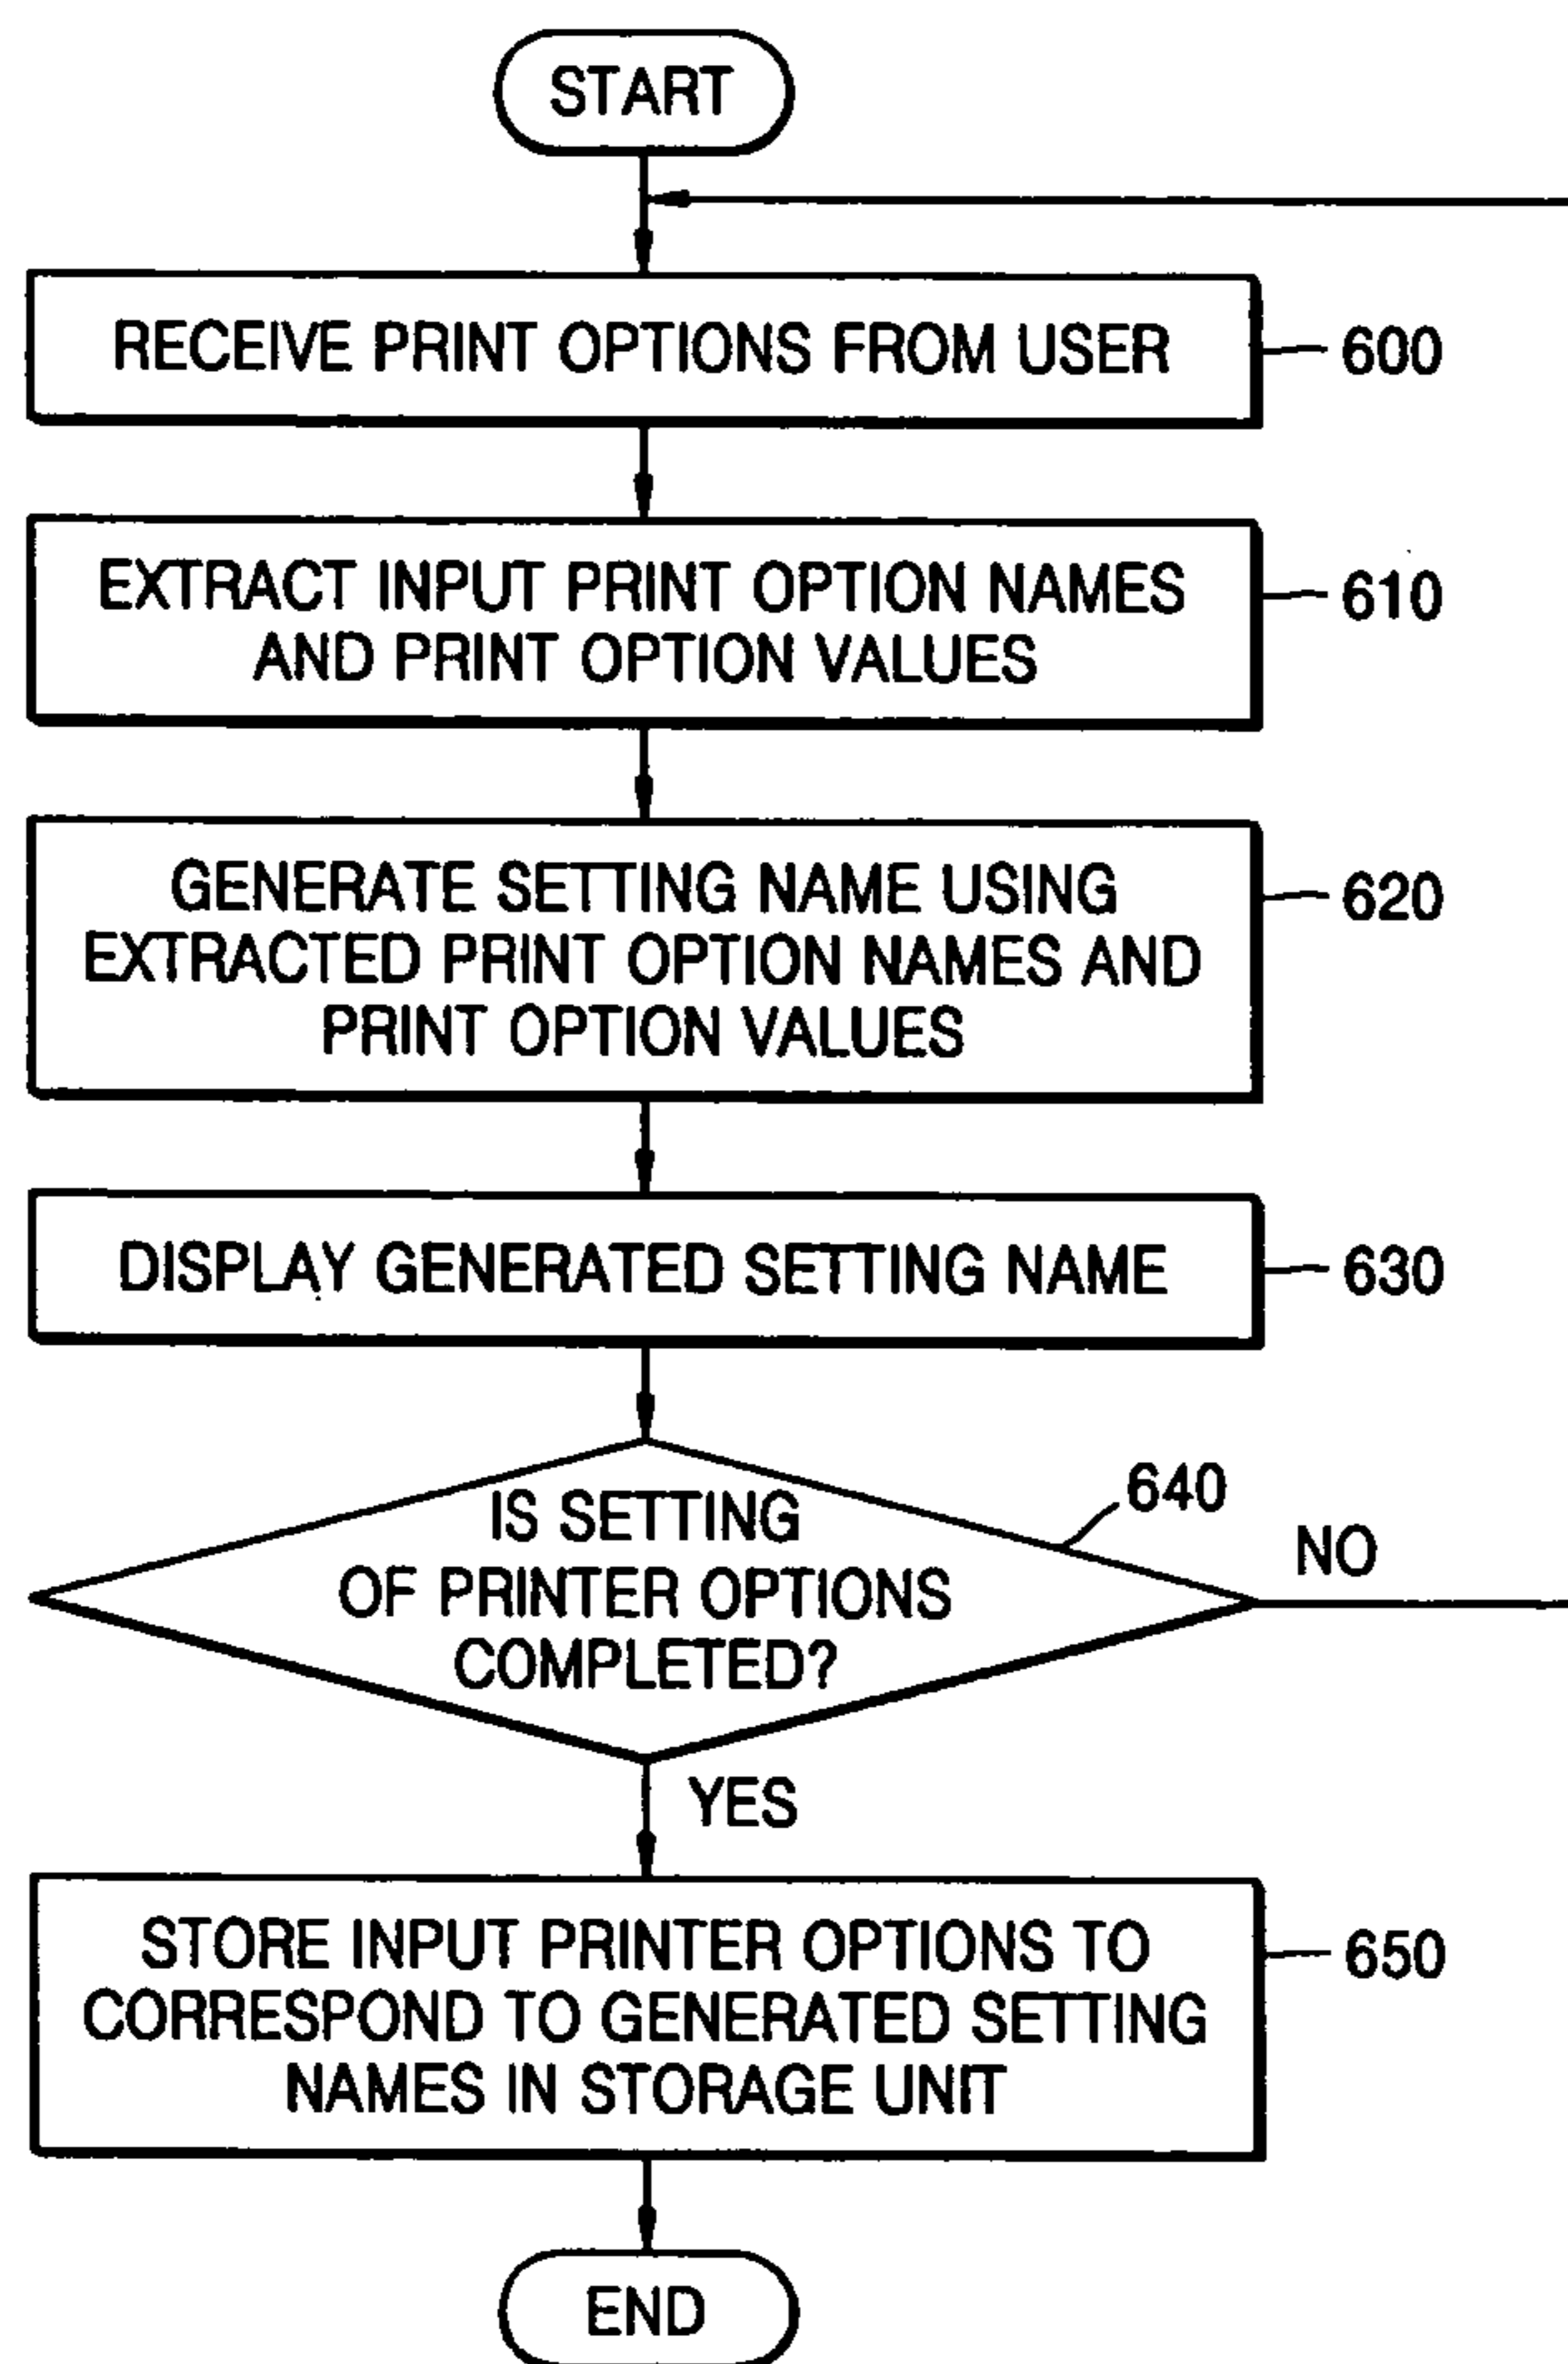 START
RECEIVE PRINT OPTIONS FROM USER
600
EXTRACT INPUT PRINT OPTION NAMES
AND PRINT OPTION VALUES
610
GENERATE SETTING NAME USING
EXTRACTED PRINT OPTION NAMES AND
PRINT OPTION VALUES
620
DISPLAY GENERATED SETTING NAME
630
IS SETTING
OF PRINTER OPTIONS
COMPLETED?
640
NO
YES
STORE INPUT PRINTER OPTIONS TO
CORRESPOND TO GENERATED SETTING
NAMES IN STORAGE UNIT
650
END